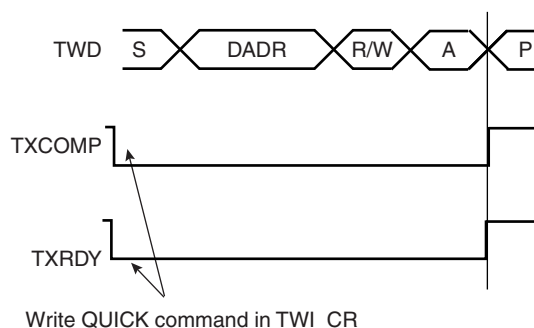 TWD S DADR R/W A P
TXCOMP
TXRDY
Write QUICK command in TWI_CR